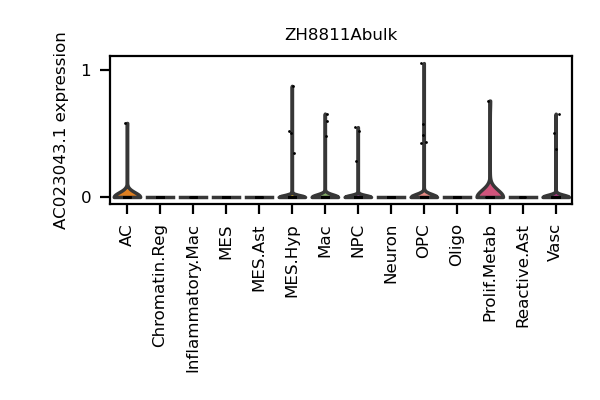 ZH8811Abulk
AC023043.1 expression
1
0
AC
Chromatin.Reg
Inflammatory.Mac
MES
MES.Ast
MES.Hyp
Mac
NPC
Neuron
OPC
Oligo
Prolif.Metab
Reactive.Ast
Vasc